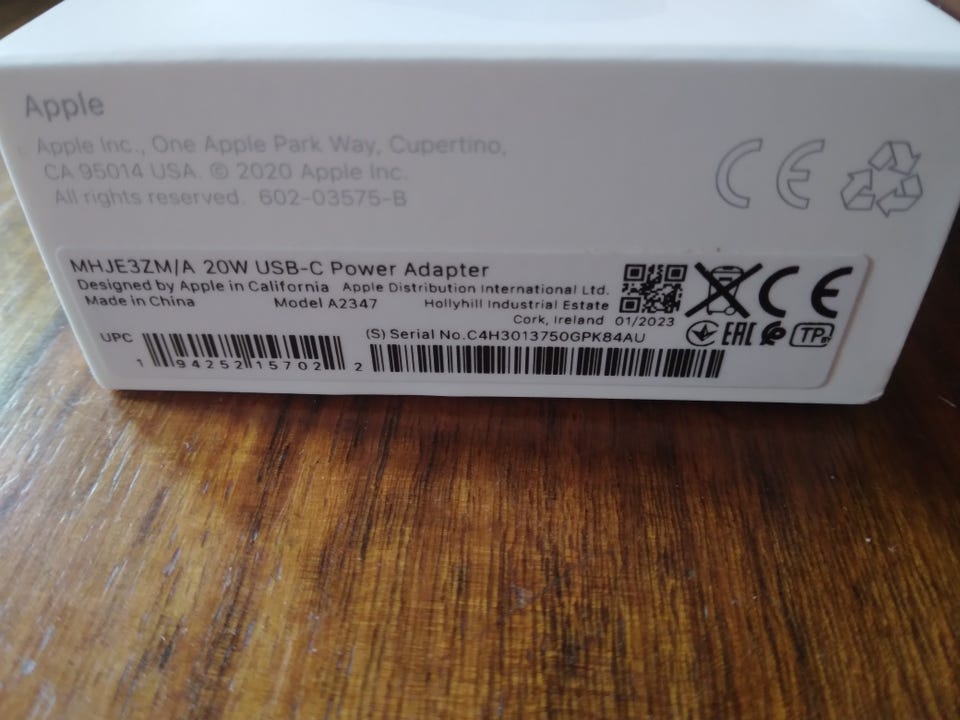 Apple
Apple Inc., One Apple Park Way, Cupertino,
CA 95014 USA. © 2020 Apple Inc.
All rights reserved. 602-03575-B
CE
MHJE3ZM/A 20W USB-C Power Adapter
Designed by Apple in California Apple Distribution International Ltd.
Made in China Model A2347 Hollyhill Industrial Estate
Cork, Ireland 01/2023
CE
EAC TP
(S) Serial No.C4H3013750GPK84AU
UPC
1 94252 15702 2